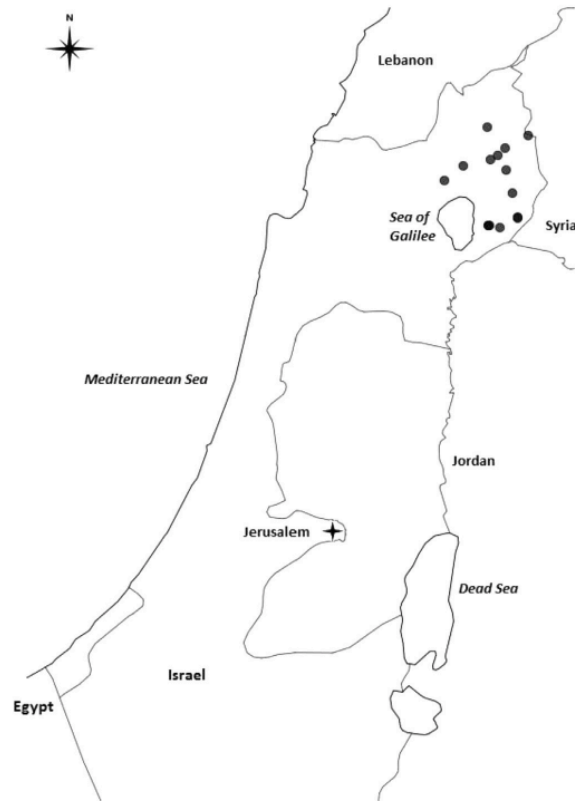 N
Lebanon
Sea of
Galilee
Syria
Mediterranean Sea
Jordan
Jerusalem
Dead Sea
Israel
Egypt